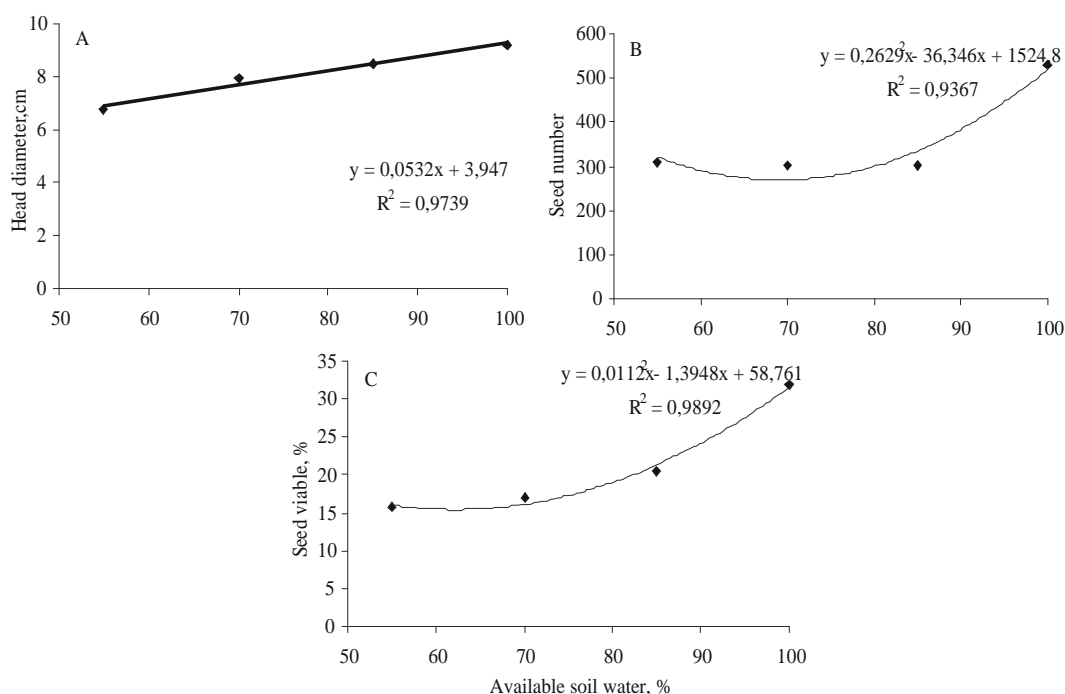 A
10
8
6
4
2
0
Head diameter,cm
y = 0,0532x + 3,947
R² = 0,9739
50 60 70 80 90 100
B
600
500
400
300
200
100
0
Seed number
y = 0,2629x² - 36,346x + 1524,8
R² = 0,9367
50 60 70 80 90 100
C
35
30
25
20
15
10
5
0
Seed viable, %
y = 0,0112x² - 1,3948x + 58,761
R² = 0,9892
50 60 70 80 90 100
Available soil water, %